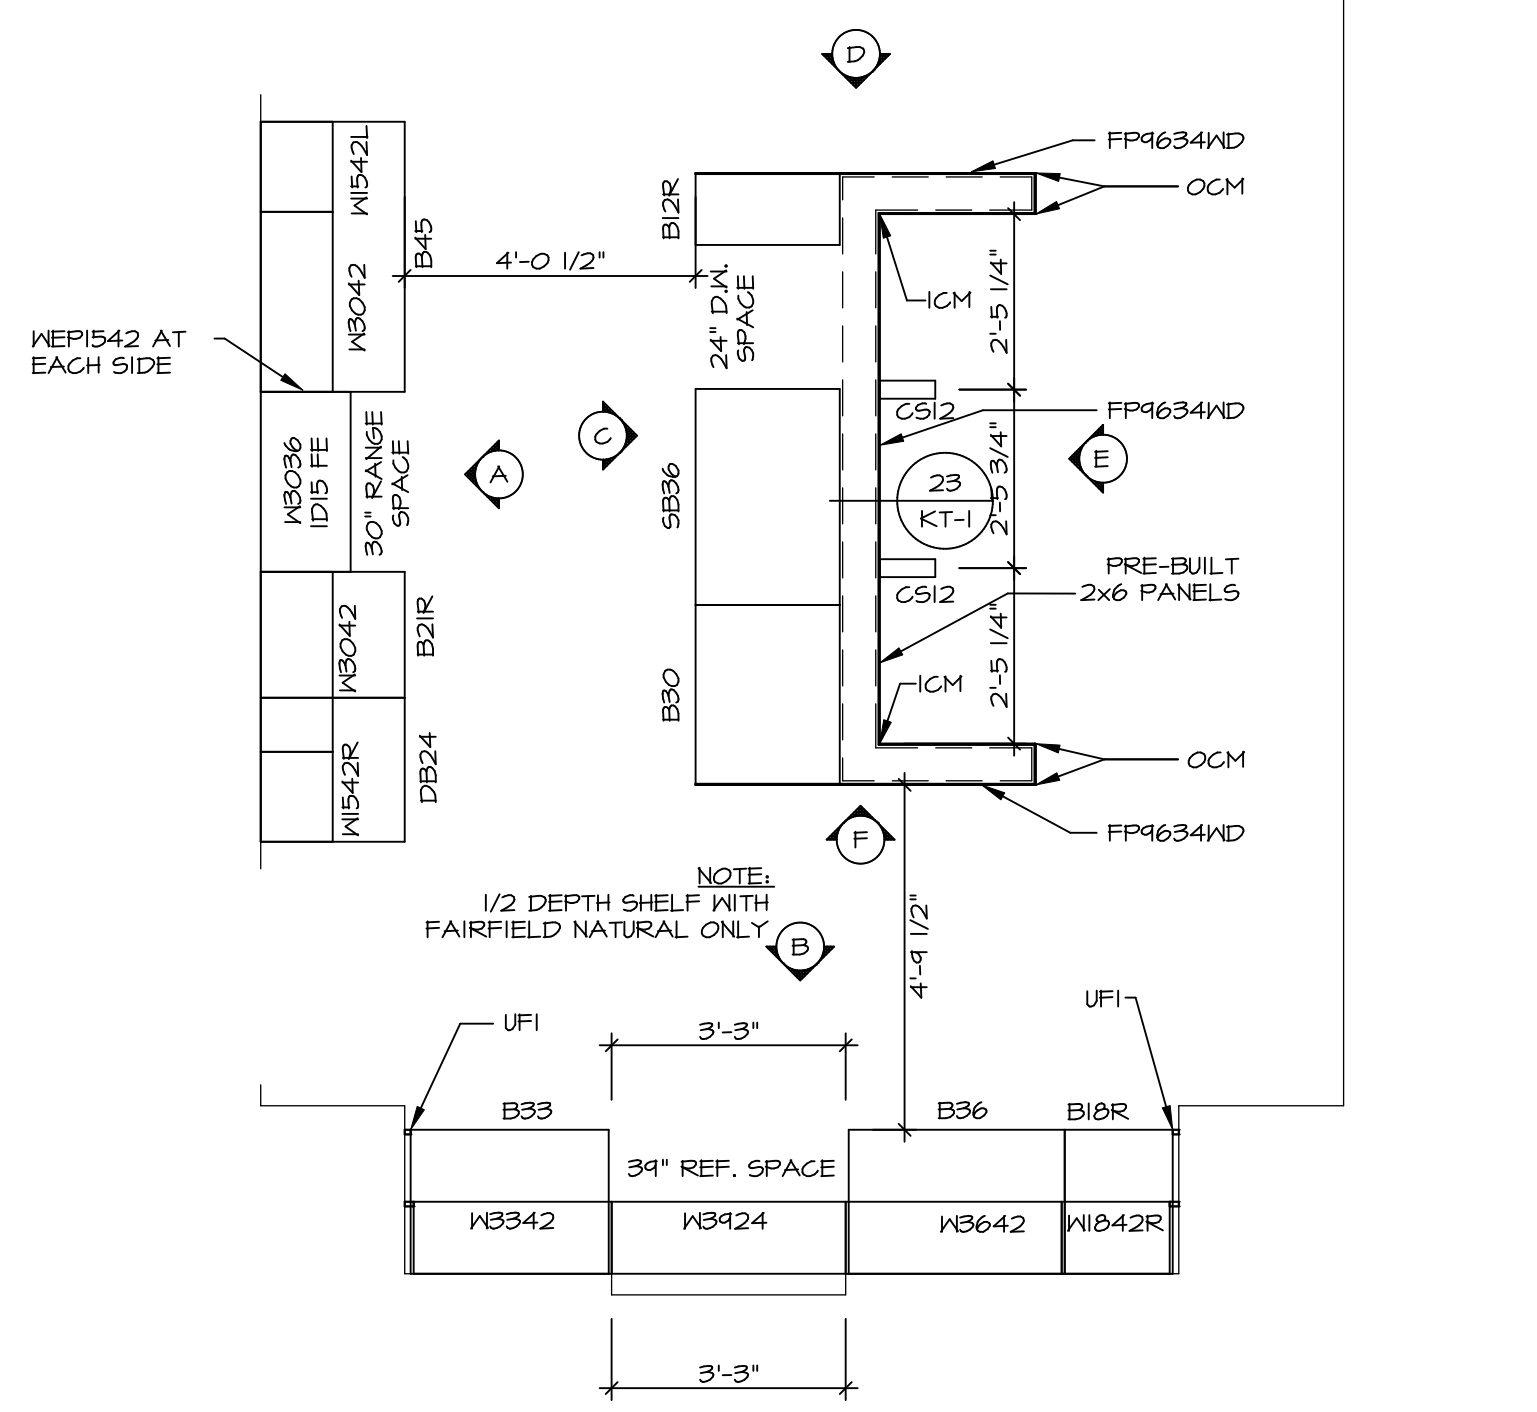 D
FP9634WD
OCM
W1542L
B12R
B45
4'-0 1/2"
24" D.W.
SPACE
ICM
2'-5 1/4"
W3042
WEP1542 AT
EACH SIDE
CS12
FP9634WD
C
A
E
W3036
1D15 FE
30" RANGE
SPACE
SB36
23
KT-1
2'-5 3/4"
PRE-BUILT
2x6 PANELS
CS12
B21R
W3042
2'-5 1/4"
ICM
B30
DB24
W1542R
OCM
FP9634WD
F
NOTE:
1/2 DEPTH SHELF WITH
FAIRFIELD NATURAL ONLY
B
4'-9 1/2"
UF1
UF1
3'-3"
B33
B36
B18R
39" REF. SPACE
W3342
W3924
W3642
W1842R
3'-3"